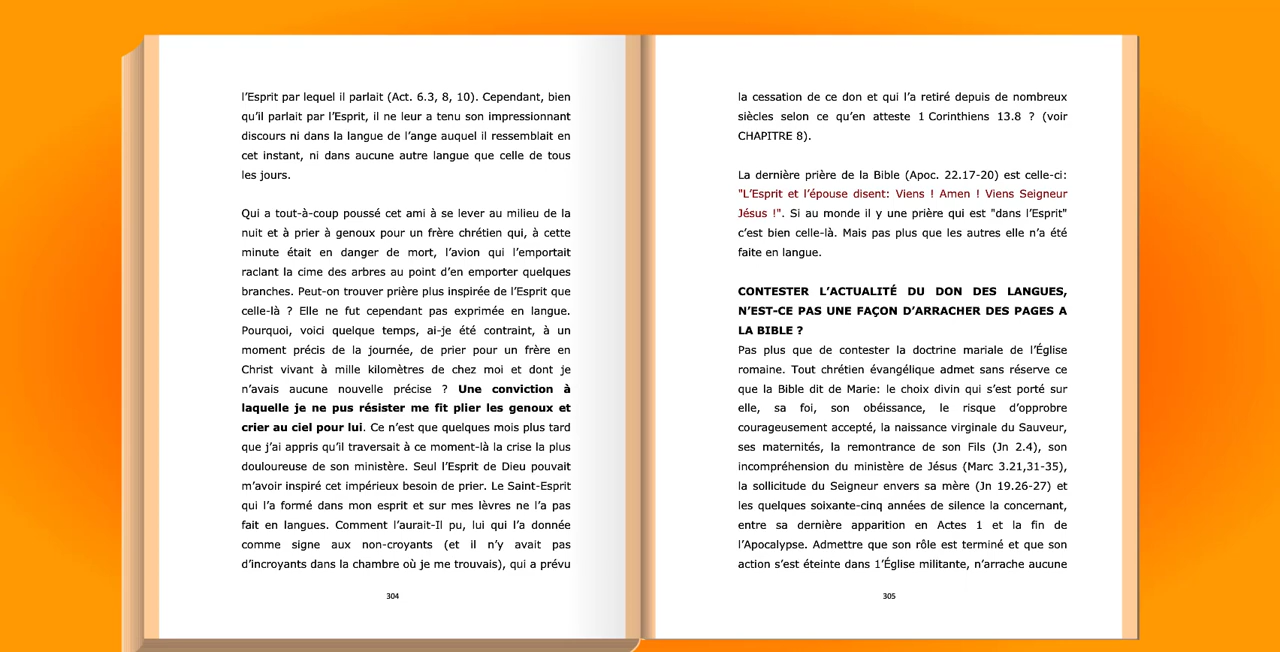 l’Esprit par lequel il parlait (Act. 6.3, 8, 10). Cependant, bien
qu’il parlait par l’Esprit, il ne leur a tenu son impressionnant
discours ni dans la langue de l’ange auquel il ressemblait en
cet instant, ni dans aucune autre langue que celle de tous
les jours.
Qui a tout-à-coup poussé cet ami à se lever au milieu de la
nuit et à prier à genoux pour un frère chrétien qui, à cette
minute était en danger de mort, l’avion qui l’emportait
raclant la cime des arbres au point d’en emporter quelques
branches. Peut-on trouver prière plus inspirée de l’Esprit que
celle-là ? Elle ne fut cependant pas exprimée en langue.
Pourquoi, voici quelque temps, ai-je été contraint, à un
moment précis de la journée, de prier pour un frère en
Christ vivant à mille kilomètres de chez moi et dont je
n’avais aucune nouvelle précise ? Une conviction à
laquelle je ne pus résister me fit plier les genoux et
crier au ciel pour lui. Ce n’est que quelques mois plus tard
que j’ai appris qu’il traversait à ce moment-là la crise la plus
douloureuse de son ministère. Seul l’Esprit de Dieu pouvait
m’avoir inspiré cet impérieux besoin de prier. Le Saint-Esprit
qui l’a formé dans mon esprit et sur mes lèvres ne l’a pas
fait en langues. Comment l’aurait-Il pu, lui qui l’a donnée
comme signe aux non-croyants (et il n’y avait pas
d’incroyants dans la chambre où je me trouvais), qui a prévu
304
la cessation de ce don et qui l’a retiré depuis de nombreux
siècles selon ce qu’en atteste 1 Corinthiens 13.8 ? (voir
CHAPITRE 8).
La dernière prière de la Bible (Apoc. 22.17-20) est celle-ci:
"L’Esprit et l’épouse disent: Viens ! Amen ! Viens Seigneur
Jésus !". Si au monde il y une prière qui est "dans l’Esprit"
c’est bien celle-là. Mais pas plus que les autres elle n’a été
faite en langue.
CONTESTER L’ACTUALITÉ DU DON DES LANGUES,
N’EST-CE PAS UNE FAÇON D’ARRACHER DES PAGES A
LA BIBLE ?
Pas plus que de contester la doctrine mariale de l’Église
romaine. Tout chrétien évangélique admet sans réserve ce
que la Bible dit de Marie: le choix divin qui s’est porté sur
elle, sa foi, son obéissance, le risque d’opprobre
courageusement accepté, la naissance virginale du Sauveur,
ses maternités, la remontrance de son Fils (Jn 2.4), son
incompréhension du ministère de Jésus (Marc 3.21,31-35),
la sollicitude du Seigneur envers sa mère (Jn 19.26-27) et
les quelques soixante-cinq années de silence la concernant,
entre sa dernière apparition en Actes 1 et la fin de
l’Apocalypse. Admettre que son rôle est terminé et que son
action s’est éteinte dans 1’Église militante, n’arrache aucune
305